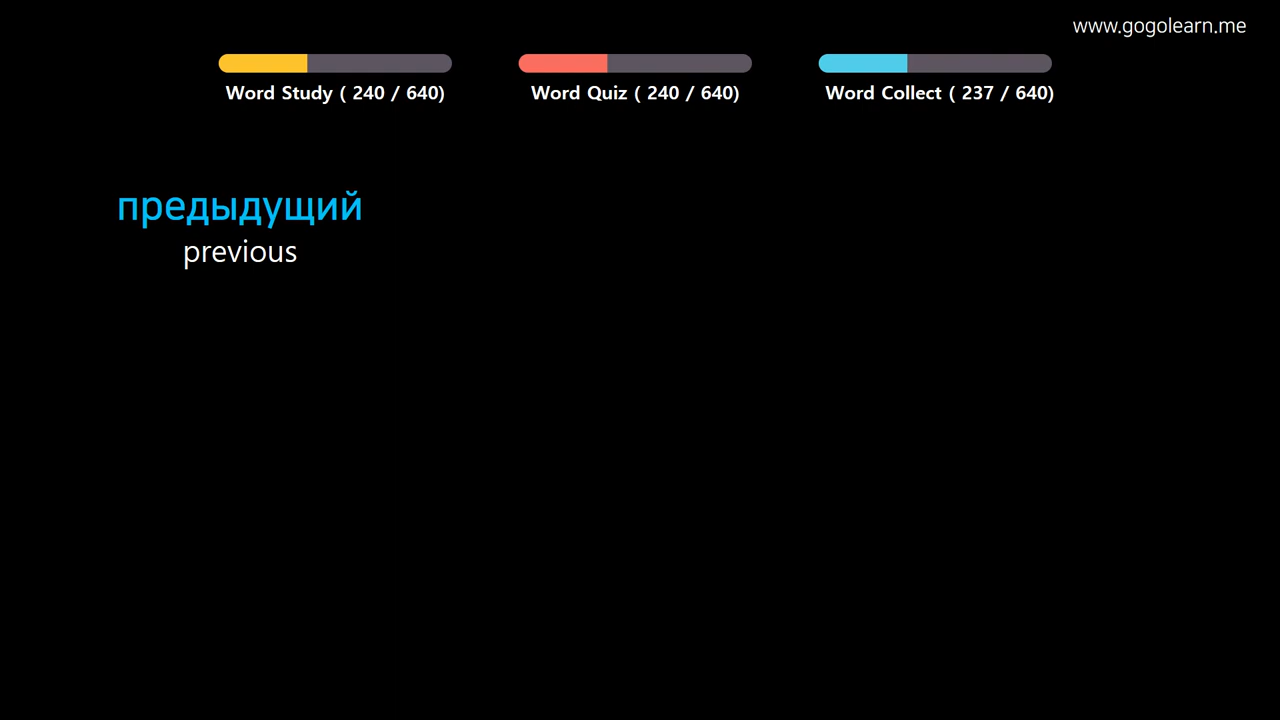 www.gogolearn.me
Word Study ( 240 / 640)
Word Quiz ( 240 / 640)
Word Collect ( 237 / 640)
предыдущий
previous